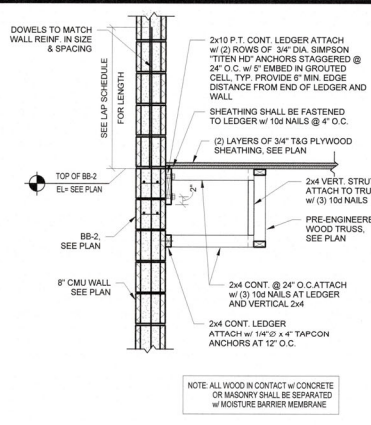 DOWELS TO MATCH
WALL REINF. IN SIZE
& SPACING
SEE LAP SCHEDULE
FOR LENGTH
TOP OF BB-2
EL= SEE PLAN
BB-2,
SEE PLAN
8" CMU WALL
SEE PLAN
2x10 P.T. CONT. LEDGER ATTACH
w/ (2) ROWS OF 3/4" DIA. SIMPSON
"TITEN HD" ANCHORS STAGGERED @
24" O.C. w/ 5" EMBED IN GROUTED
CELL, TYP. PROVIDE 6" MIN. EDGE
DISTANCE FROM END OF LEDGER AND
WALL
SHEATHING SHALL BE FASTENED
TO LEDGER w/ 10d NAILS @ 4" O.C.
(2) LAYERS OF 3/4" T&G PLYWOOD
SHEATHING, SEE PLAN
2"
2x4 VERT. STRUT
ATTACH TO TRU
w/ (3) 10d NAILS
PRE-ENGINEERE
WOOD TRUSS,
SEE PLAN
2x4 CONT. @ 24" O.C.ATTACH
w/ (3) 10d NAILS AT LEDGER
AND VERTICAL 2x4
2x4 CONT. LEDGER
ATTACH w/ 1/4"Ø x 4" TAPCON
ANCHORS AT 12" O.C.
NOTE: ALL WOOD IN CONTACT w/ CONCRETE
OR MASONRY SHALL BE SEPARATED
w/ MOISTURE BARRIER MEMBRANE